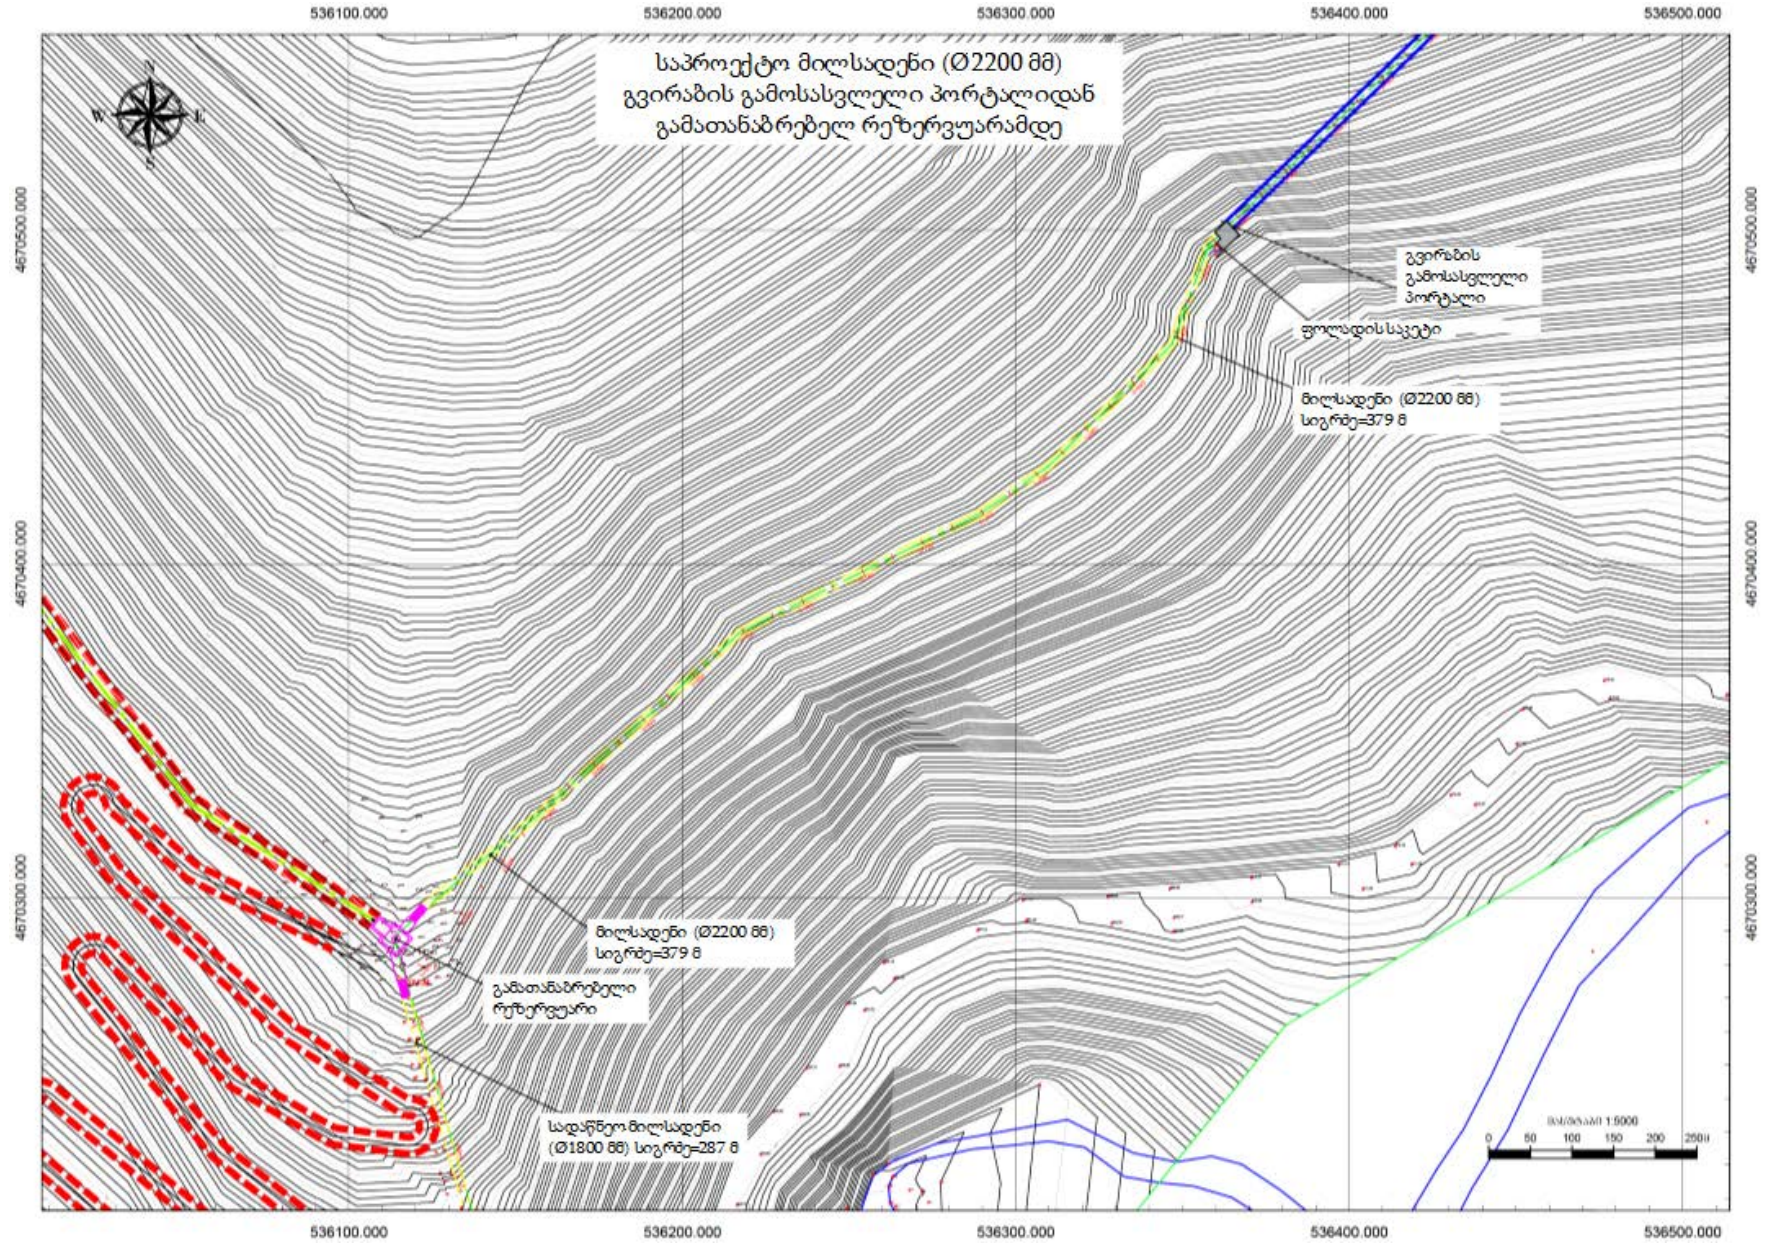 536100.000 536200.000 536300.000 536400.000 536500.000
საპროექტო მილსადენი (Ø2200 მმ)
გვირაბის გამოსასვლელი პორტალიდან
გამათანაბრებელ რეზერვუარამდე
N
W E
S
4670500.000
4670500.000
გვირაბის
გამოსასვლელი
პორტალი
ფოლადის საკეტი
მილსადენი (Ø2200 მმ)
სიგრძე=379 მ
4670400.000
4670400.000
4670300.000
4670300.000
მილსადენი (Ø2200 მმ)
სიგრძე=379 მ
გამათანაბრებელი
რეზერვუარი
სადაწნეო მილსადენი
(Ø1800 მმ) სიგრძე=287 მ
მასშტაბი 1:5000
0 50 100 150 200 250
536100.000 536200.000 536300.000 536400.000 536500.000